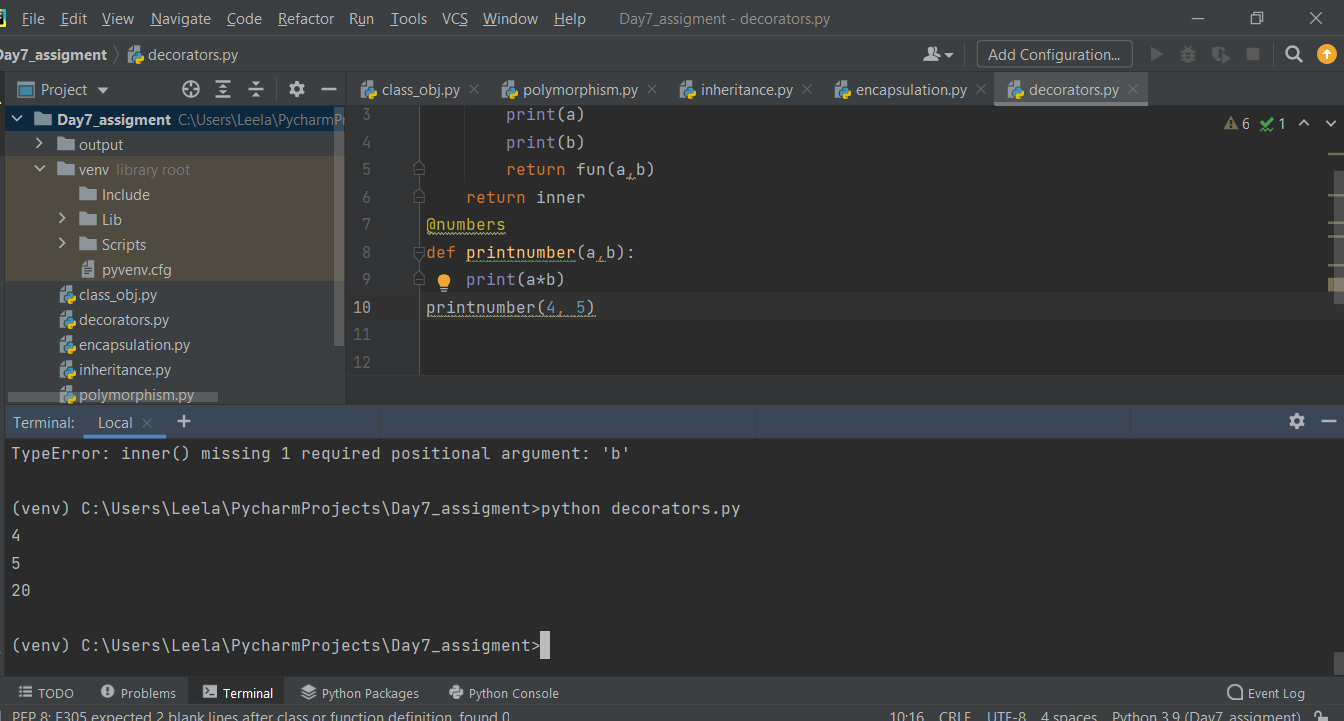 File Edit View Navigate Code Refactor Run Tools VCS Window Help Day7_assigment - decorators.py
Day7_assigment decorators.py Add Configuration...
Project class_obj.py polymorphism.py inheritance.py encapsulation.py decorators.py
Day7_assigment C:\Users\Leela\PycharmPr
output
venv library root
Include
Lib
Scripts
pyvenv.cfg
class_obj.py
decorators.py
encapsulation.py
inheritance.py
polymorphism.py
3 print(a)
4 print(b)
5 return fun(a,b)
6 return inner
7 @numbers
8 def printnumber(a,b):
9 print(a*b)
10 printnumber(4, 5)
11
12
6 1
Terminal: Local
TypeError: inner() missing 1 required positional argument: 'b'
(venv) C:\Users\Leela\PycharmProjects\Day7_assigment>python decorators.py
4
5
20
(venv) C:\Users\Leela\PycharmProjects\Day7_assigment>
TODO Problems Terminal Python Packages Python Console Event Log
PEP 8: E305 expected 2 blank lines after class or function definition, found 0 10:16 CRLF UTF-8 4 spaces Python 3.9 (Day7_assigment)